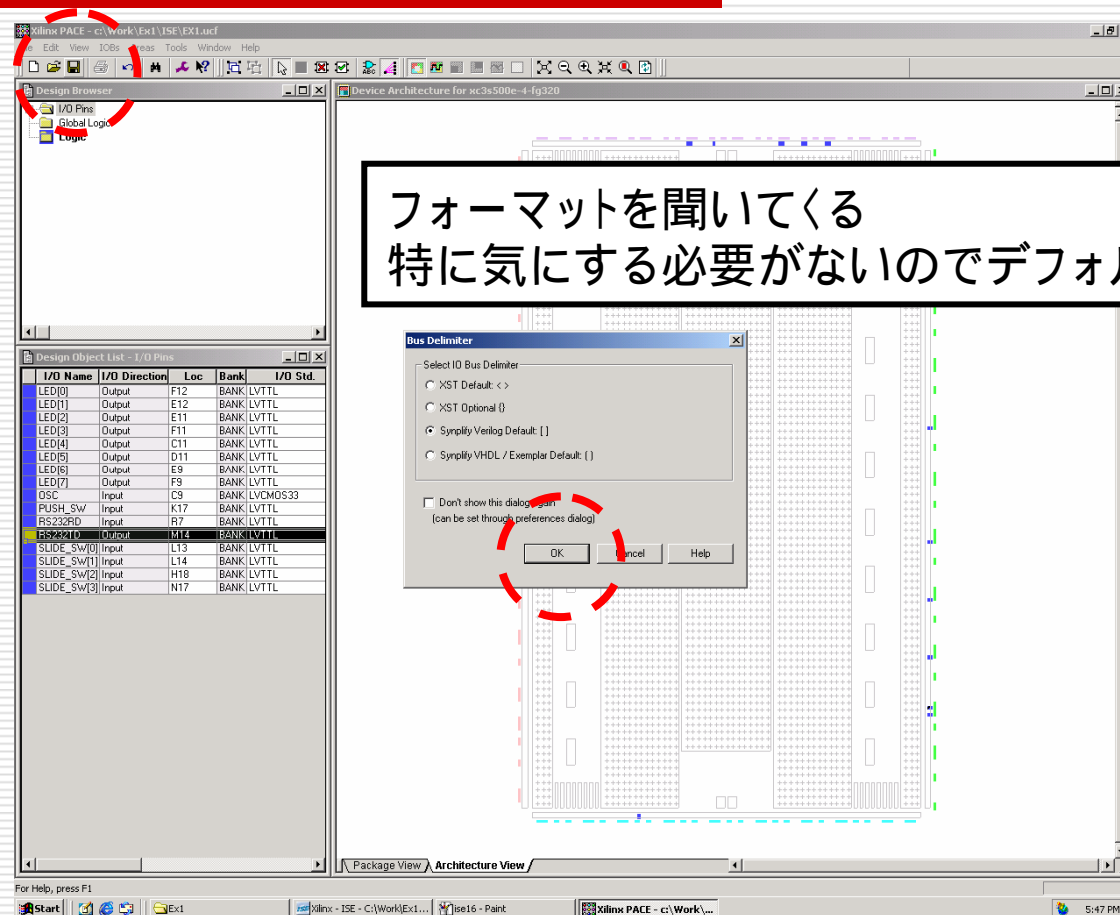 Xilinx PACE - c:\Work\Ex1\ISE\EX1.ucf
Edit View IOBs Areas Tools Window Help
Design Browser
I/O Pins
Global Logic
Logic
Device Architecture for xc3s500e-4-fg320
フォーマットを聞いてくる
特に気にする必要がないのでデフォル
Bus Delimiter
Select IO Bus Delimiter
XST Default: < >
XST Optional {}
Synplify Verilog Default: [ ]
Synplify VHDL / Exemplar Default: ( )
Don't show this dialog again
(can be set through preferences dialog)
OK Cancel Help
Design Object List - I/O Pins
I/O Name I/O Direction Loc Bank I/O Std.
LED[0] Output F12 BANK LVTTL
LED[1] Output E12 BANK LVTTL
LED[2] Output E11 BANK LVTTL
LED[3] Output F11 BANK LVTTL
LED[4] Output C11 BANK LVTTL
LED[5] Output D11 BANK LVTTL
LED[6] Output E9 BANK LVTTL
LED[7] Output F9 BANK LVTTL
OSC Input C9 BANK LVCMOS33
PUSH_SW Input K17 BANK LVTTL
RS232RD Input R7 BANK LVTTL
RS232TD Output M14 BANK LVTTL
SLIDE_SW[0] Input L13 BANK LVTTL
SLIDE_SW[1] Input L14 BANK LVTTL
SLIDE_SW[2] Input H18 BANK LVTTL
SLIDE_SW[3] Input N17 BANK LVTTL
Package View Architecture View
For Help, press F1
Start Ex1 Xilinx - ISE - C:\Work\Ex1... ise16 - Paint Xilinx PACE - c:\Work\... 5:47 PM